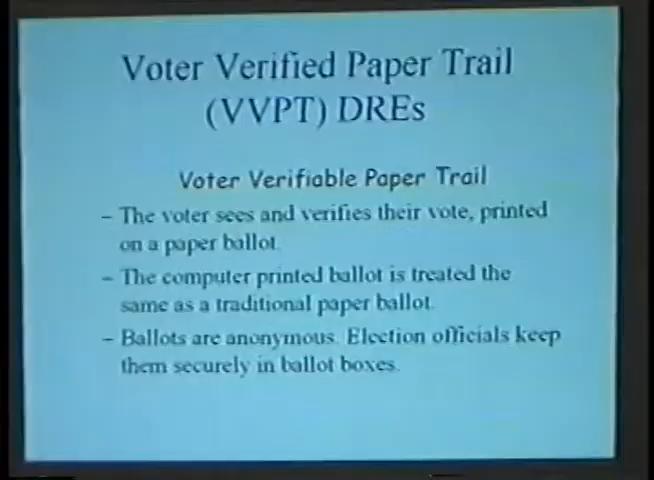 Voter Verified Paper Trail
(VVPT) DREs
Voter Verifiable Paper Trail
– The voter sees and verifies their vote, printed
on a paper ballot.
– The computer printed ballot is treated the
same as a traditional paper ballot.
– Ballots are anonymous. Election officials keep
them securely in ballot boxes.